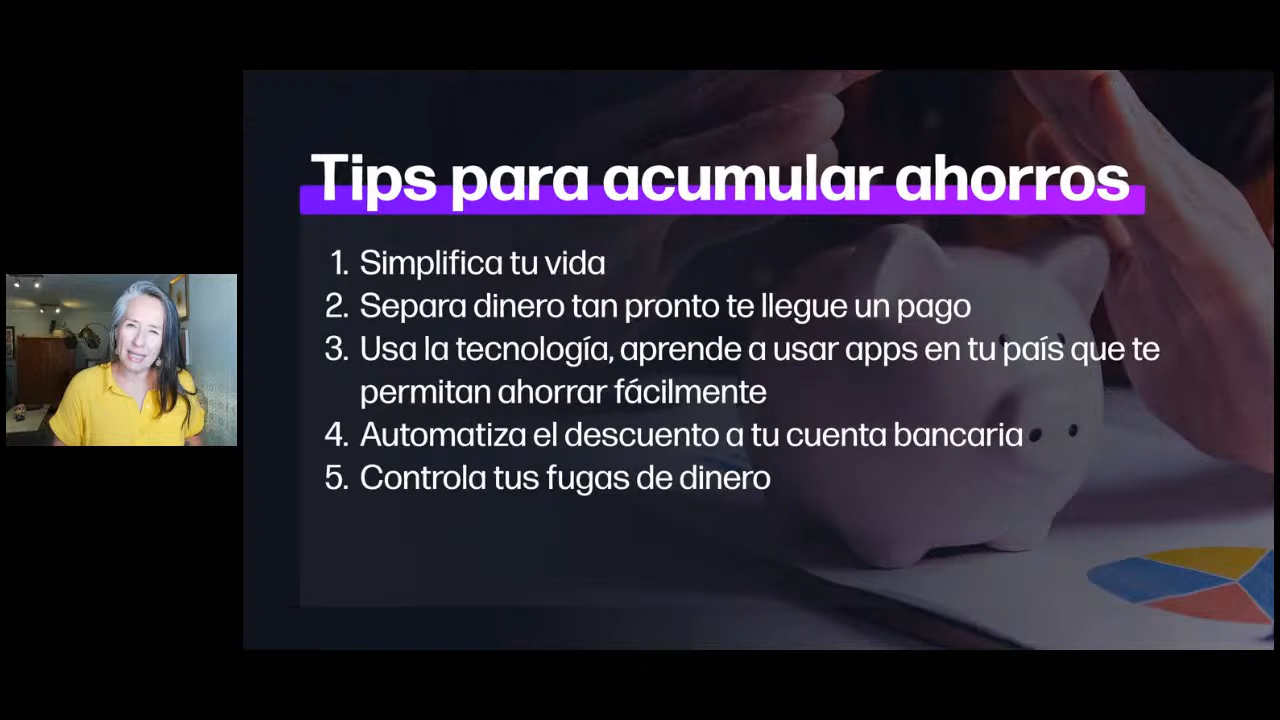 Tips para acumular ahorros
1. Simplifica tu vida
2. Separa dinero tan pronto te llegue un pago
3. Usa la tecnología, aprende a usar apps en tu país que te
permitan ahorrar fácilmente
4. Automatiza el descuento a tu cuenta bancaria
5. Controla tus fugas de dinero